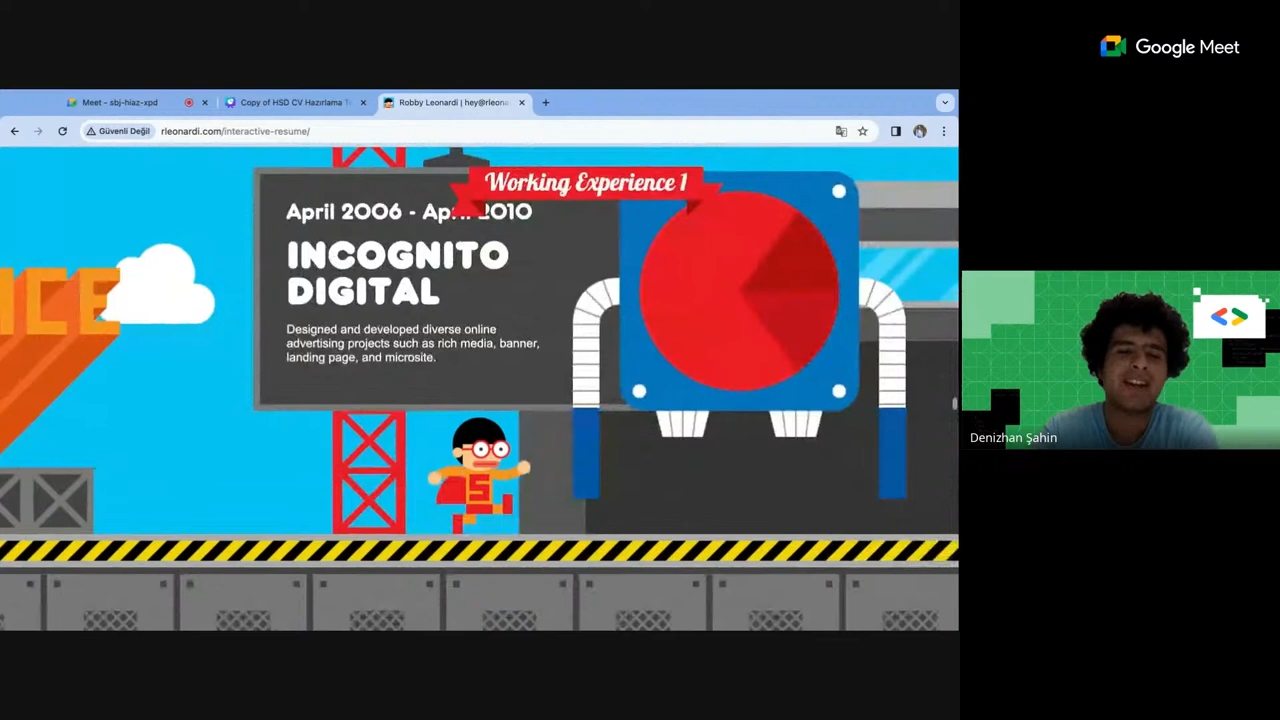 Google Meet
Meet – sbj-hiaz-xpd
Copy of HSD CV Hazırlama
Robby Leonardi | hey@rleona
Güvenli Değil
rleonardi.com/interactive-resume/
Working Experience 1
April 2006 - April 2010
INCOGNITO
DIGITAL
Designed and developed diverse online
advertising projects such as rich media, banner,
landing page, and microsite.
ICE
S
Denizhan Şahin